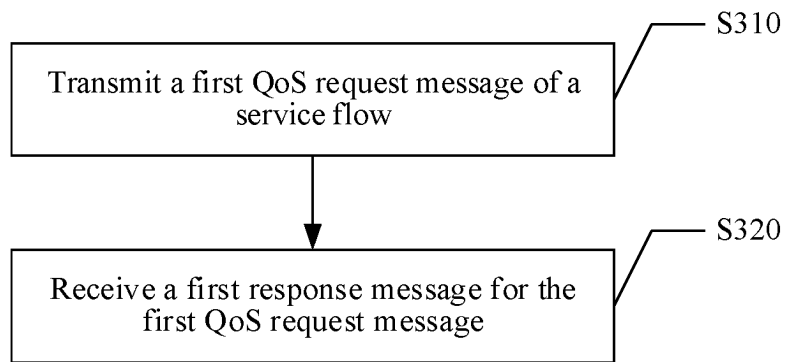 S310
Transmit a first QoS request message of a
service flow
S320
Receive a first response message for the
first QoS request message